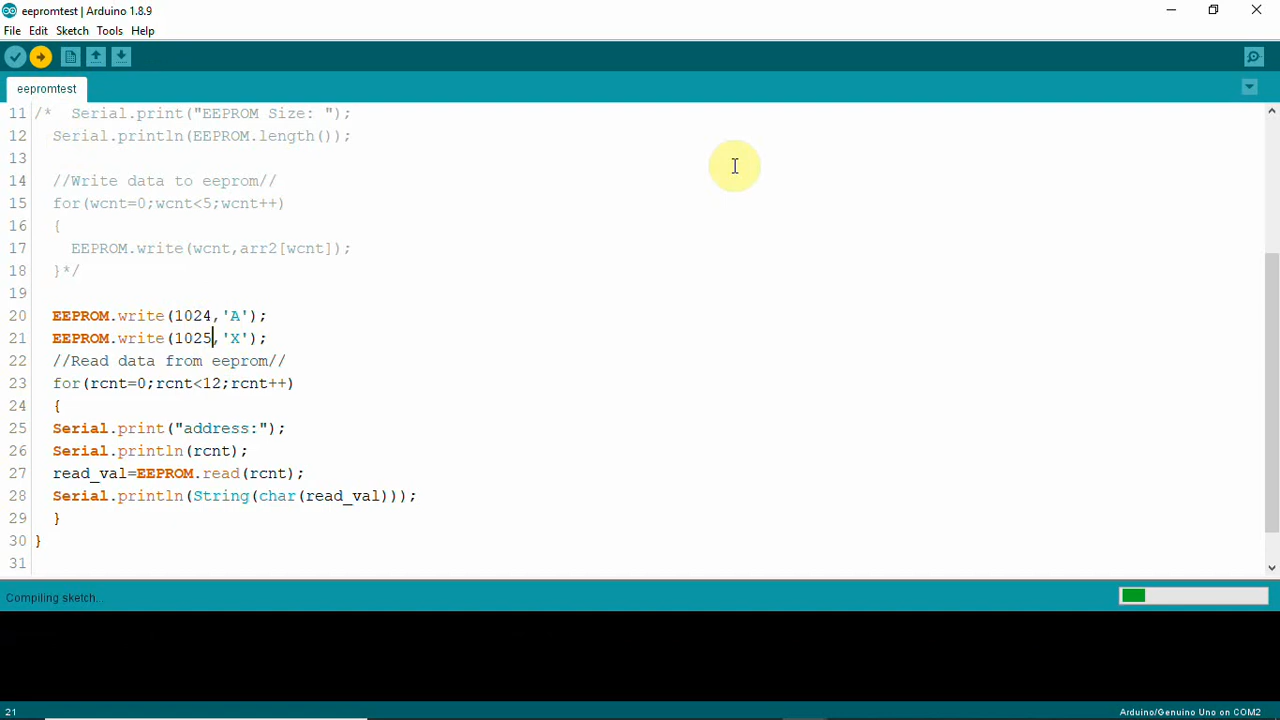 eepromtest | Arduino 1.8.9
File Edit Sketch Tools Help
eepromtest
11 /*  Serial.print("EEPROM Size: ");
12 Serial.println(EEPROM.length());
13
14 //Write data to eeprom//
15 for(wcnt=0;wcnt<5;wcnt++)
16 {
17 EEPROM.write(wcnt,arr2[wcnt]);
18 }*/
19
20 EEPROM.write(1024,'A');
21 EEPROM.write(1025,'X');
22 //Read data from eeprom//
23 for(rcnt=0;rcnt<12;rcnt++)
24 {
25 Serial.print("address:");
26 Serial.println(rcnt);
27 read_val=EEPROM.read(rcnt);
28 Serial.println(String(char(read_val)));
29 }
30 }
31
Compiling sketch...
21 Arduino/Genuino Uno on COM2